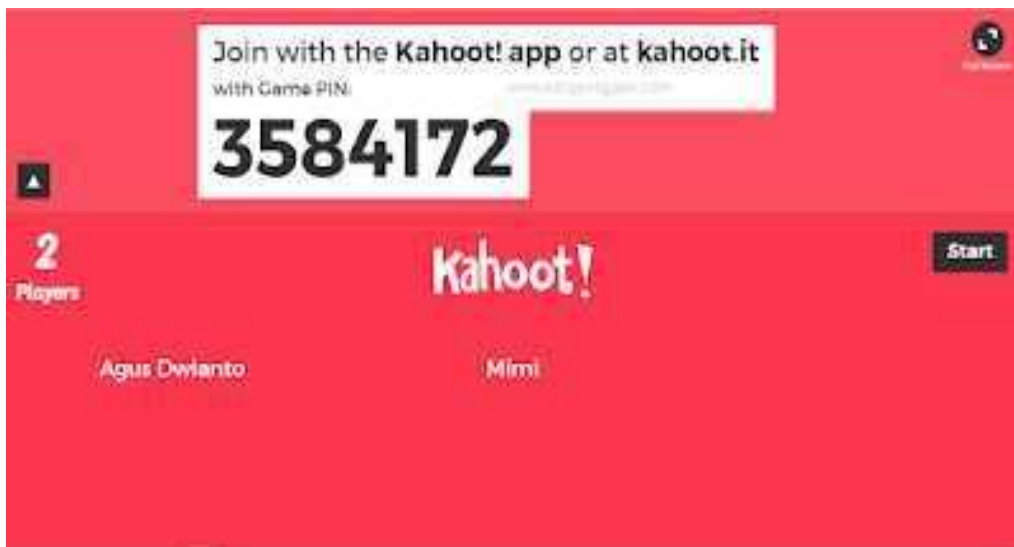 Join with the Kahoot! app or at kahoot.it
with Game PIN:
3584172
2
Players
Kahoot!
Start
Agus Dwianto
Mimi